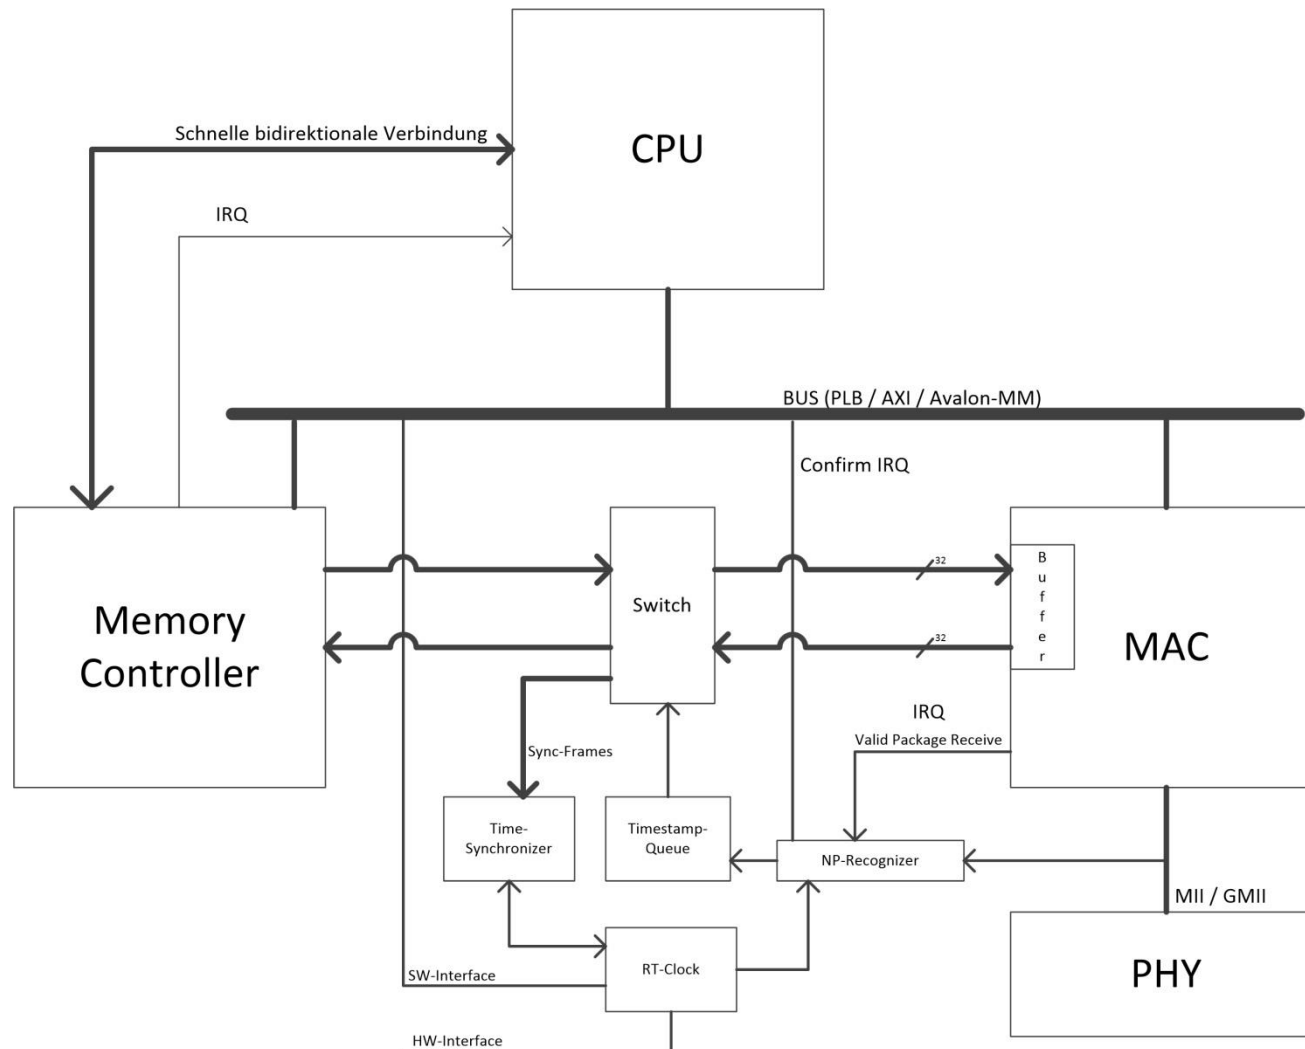 CPU
Schnelle bidirektionale Verbindung
IRQ
BUS (PLB / AXI / Avalon-MM)
Confirm IRQ
Memory
Controller
Switch
32
32
Buffer
MAC
IRQ
Valid Package Receive
Sync-Frames
Time-
Synchronizer
Timestamp-
Queue
NP-Recognizer
MII / GMII
RT-Clock
SW-Interface
PHY
HW-Interface